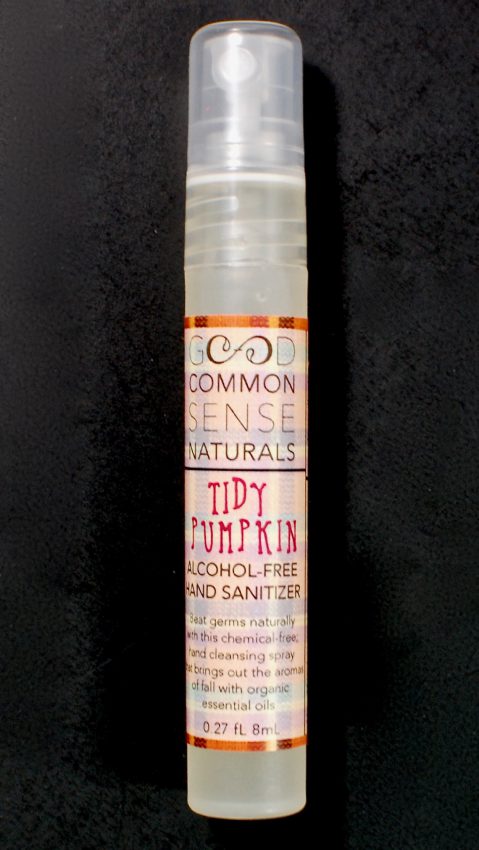 GOOD
COMMON
SENSE
NATURALS
TIDY
PUMPKIN
ALCOHOL-FREE
HAND SANITIZER
Beat germs naturally
with this chemical-free,
hand cleansing spray
that brings out the aromas
of fall with organic
essential oils
0.27 fL 8mL